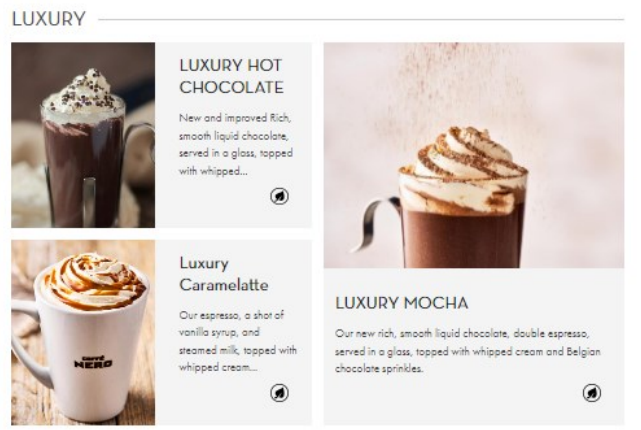 LUXURY
LUXURY HOT
CHOCOLATE
New and improved Rich,
smooth liquid chocolate,
served in a glass, topped
with whipped...
Luxury
Caramelatte
Our espresso, a shot of
vanilla syrup, and
steamed milk, topped with
whipped cream...
CAFFÈ
NERO
LUXURY MOCHA
Our new rich, smooth liquid chocolate, double espresso,
served in a glass, topped with whipped cream and Belgian
chocolate sprinkles.